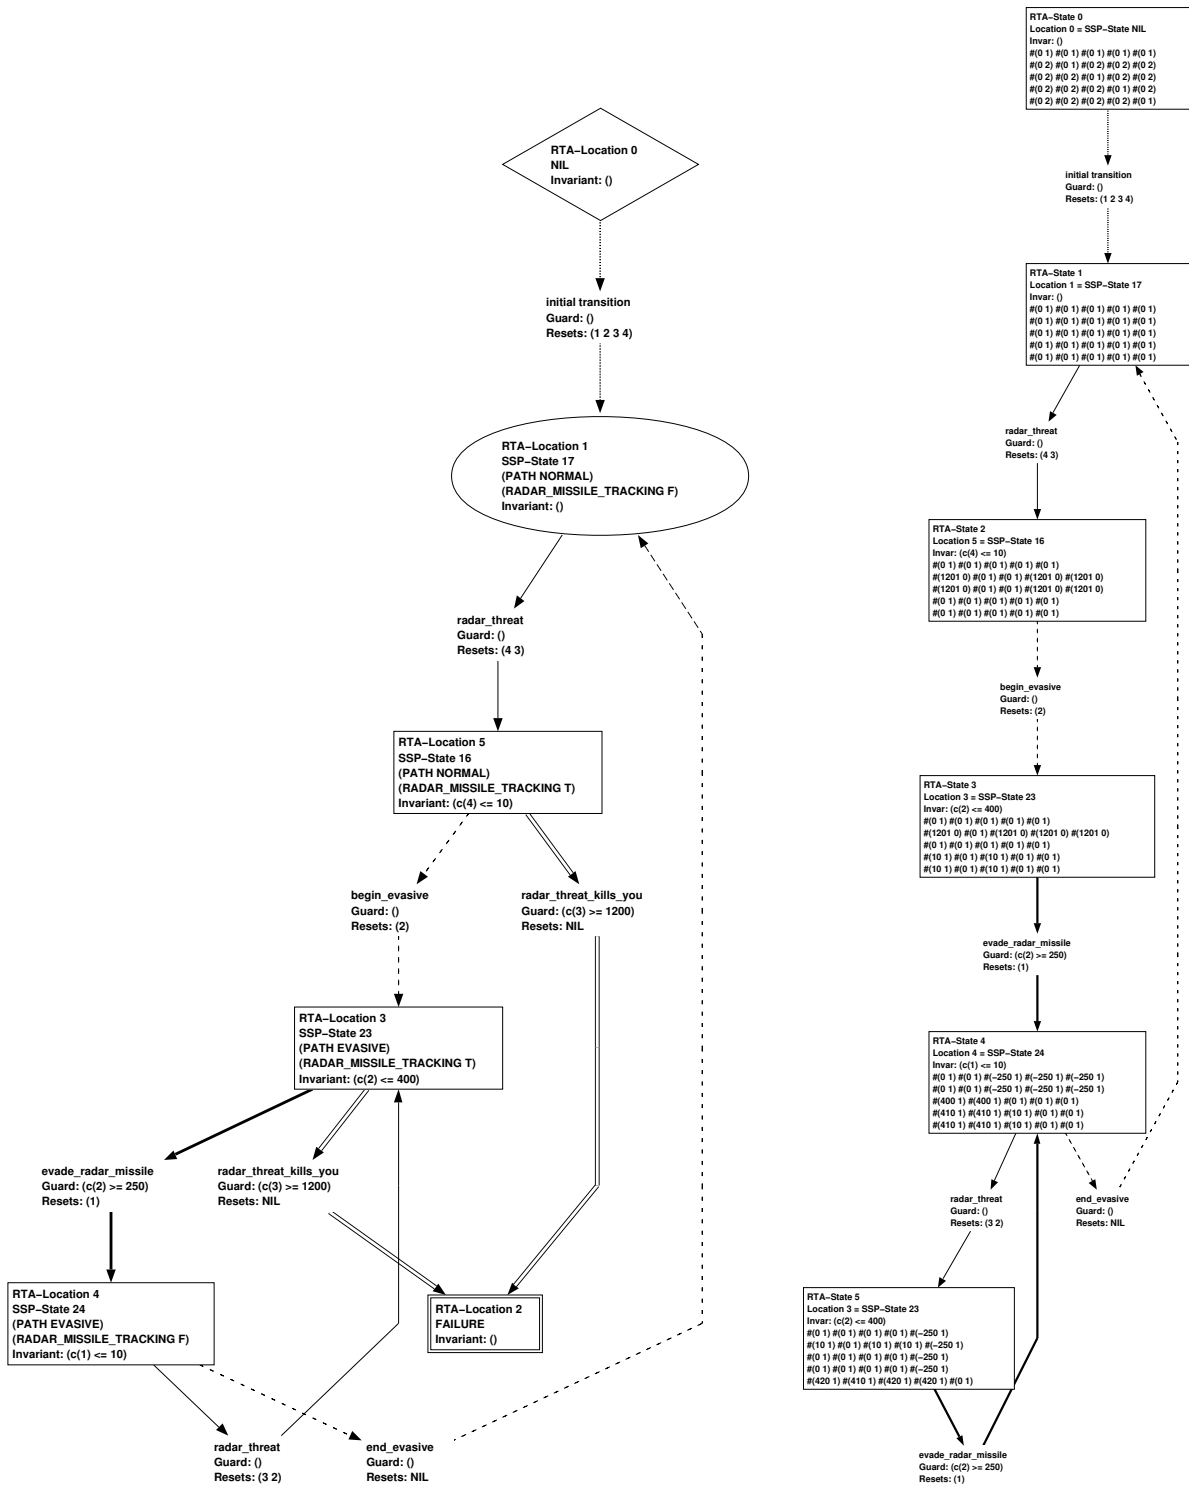 RTA−Location 0
NIL
Invariant: ()
initial transition
Guard: ()
Resets: (1 2 3 4)
RTA−Location 1
SSP−State 17
(PATH NORMAL)
(RADAR_MISSILE_TRACKING F)
Invariant: ()
radar_threat
Guard: ()
Resets: (4 3)
RTA−Location 5
SSP−State 16
(PATH NORMAL)
(RADAR_MISSILE_TRACKING T)
Invariant: (c(4) <= 10)
begin_evasive
Guard: ()
Resets: (2)
radar_threat_kills_you
Guard: (c(3) >= 1200)
Resets: NIL
RTA−Location 3
SSP−State 23
(PATH EVASIVE)
(RADAR_MISSILE_TRACKING T)
Invariant: (c(2) <= 400)
evade_radar_missile
Guard: (c(2) >= 250)
Resets: (1)
radar_threat_kills_you
Guard: (c(3) >= 1200)
Resets: NIL
RTA−Location 4
SSP−State 24
(PATH EVASIVE)
(RADAR_MISSILE_TRACKING F)
Invariant: (c(1) <= 10)
RTA−Location 2
FAILURE
Invariant: ()
radar_threat
Guard: ()
Resets: (3 2)
end_evasive
Guard: ()
Resets: NIL
RTA−State 0
Location 0 = SSP−State NIL
Invar: ()
#(0 1) #(0 1) #(0 1) #(0 1) #(0 1)
#(0 2) #(0 1) #(0 2) #(0 2) #(0 2)
#(0 2) #(0 2) #(0 1) #(0 2) #(0 2)
#(0 2) #(0 2) #(0 2) #(0 1) #(0 2)
#(0 2) #(0 2) #(0 2) #(0 2) #(0 1)
initial transition
Guard: ()
Resets: (1 2 3 4)
RTA−State 1
Location 1 = SSP−State 17
Invar: ()
#(0 1) #(0 1) #(0 1) #(0 1) #(0 1)
#(0 1) #(0 1) #(0 1) #(0 1) #(0 1)
#(0 1) #(0 1) #(0 1) #(0 1) #(0 1)
#(0 1) #(0 1) #(0 1) #(0 1) #(0 1)
#(0 1) #(0 1) #(0 1) #(0 1) #(0 1)
radar_threat
Guard: ()
Resets: (4 3)
RTA−State 2
Location 5 = SSP−State 16
Invar: (c(4) <= 10)
#(0 1) #(0 1) #(0 1) #(0 1) #(0 1)
#(1201 0) #(0 1) #(0 1) #(1201 0) #(1201 0)
#(1201 0) #(0 1) #(0 1) #(1201 0) #(1201 0)
#(0 1) #(0 1) #(0 1) #(0 1) #(0 1)
#(0 1) #(0 1) #(0 1) #(0 1) #(0 1)
begin_evasive
Guard: ()
Resets: (2)
RTA−State 3
Location 3 = SSP−State 23
Invar: (c(2) <= 400)
#(0 1) #(0 1) #(0 1) #(0 1) #(0 1)
#(1201 0) #(0 1) #(1201 0) #(1201 0) #(1201 0)
#(0 1) #(0 1) #(0 1) #(0 1) #(0 1)
#(10 1) #(0 1) #(10 1) #(0 1) #(0 1)
#(10 1) #(0 1) #(10 1) #(0 1) #(0 1)
evade_radar_missile
Guard: (c(2) >= 250)
Resets: (1)
RTA−State 4
Location 4 = SSP−State 24
Invar: (c(1) <= 10)
#(0 1) #(0 1) #(−250 1) #(−250 1) #(−250 1)
#(0 1) #(0 1) #(−250 1) #(−250 1) #(−250 1)
#(400 1) #(400 1) #(0 1) #(0 1) #(0 1)
#(410 1) #(410 1) #(10 1) #(0 1) #(0 1)
#(410 1) #(410 1) #(10 1) #(0 1) #(0 1)
radar_threat
Guard: ()
Resets: (3 2)
end_evasive
Guard: ()
Resets: NIL
RTA−State 5
Location 3 = SSP−State 23
Invar: (c(2) <= 400)
#(0 1) #(0 1) #(0 1) #(0 1) #(−250 1)
#(10 1) #(0 1) #(10 1) #(10 1) #(−250 1)
#(0 1) #(0 1) #(0 1) #(0 1) #(−250 1)
#(0 1) #(0 1) #(0 1) #(0 1) #(−250 1)
#(420 1) #(410 1) #(420 1) #(420 1) #(0 1)
evade_radar_missile
Guard: (c(2) >= 250)
Resets: (1)